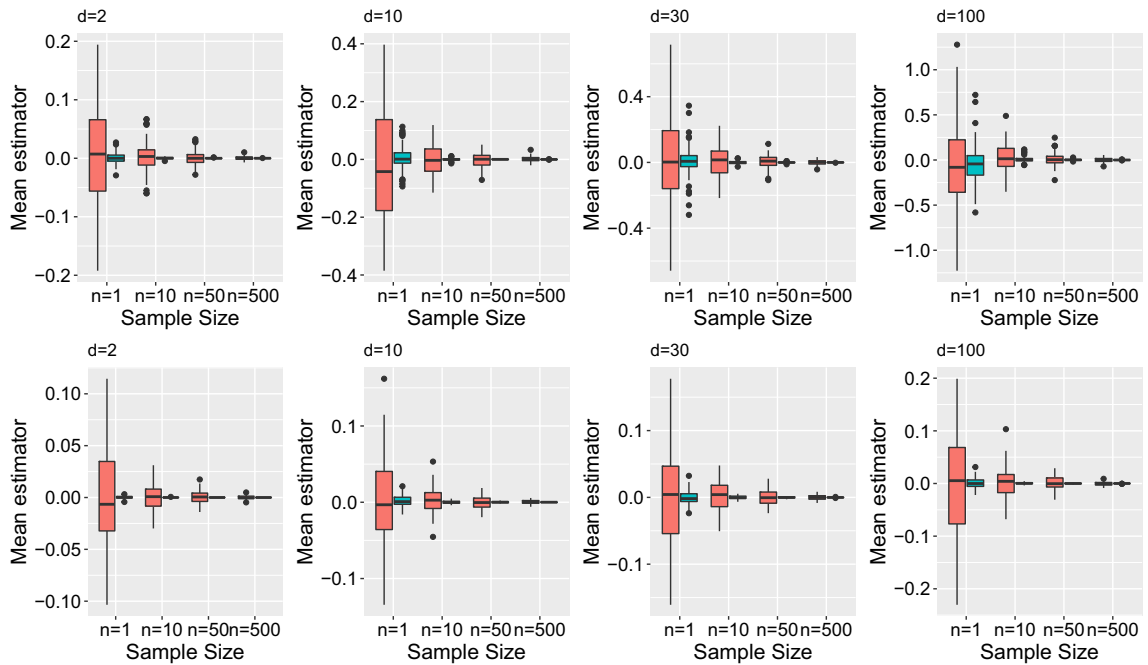 d=2
0.2
0.1
0.0
−0.1
−0.2
Mean estimator
n=1 n=10 n=50 n=500
Sample Size
d=10
0.4
0.2
0.0
−0.2
−0.4
Mean estimator
n=1 n=10 n=50 n=500
Sample Size
d=30
0.4
0.0
−0.4
Mean estimator
n=1 n=10 n=50 n=500
Sample Size
d=100
1.0
0.5
0.0
−0.5
−1.0
Mean estimator
n=1 n=10 n=50 n=500
Sample Size
d=2
0.10
0.05
0.00
−0.05
−0.10
Mean estimator
n=1 n=10 n=50 n=500
Sample Size
d=10
0.1
0.0
−0.1
Mean estimator
n=1 n=10 n=50 n=500
Sample Size
d=30
0.1
0.0
−0.1
Mean estimator
n=1 n=10 n=50 n=500
Sample Size
d=100
0.2
0.1
0.0
−0.1
−0.2
Mean estimator
n=1 n=10 n=50 n=500
Sample Size